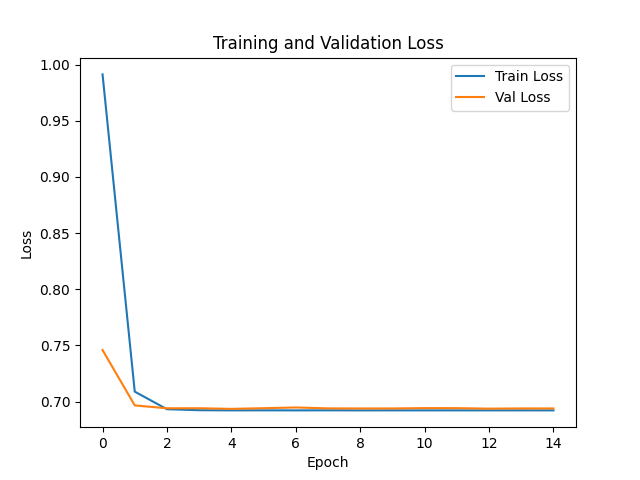 Training and Validation Loss
1.00
0.95
0.90
0.85
0.80
0.75
0.70
Loss
Train Loss
Val Loss
0 2 4 6 8 10 12 14
Epoch